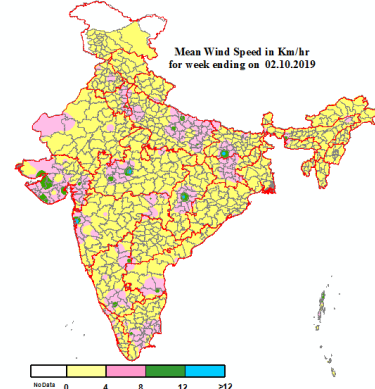 Mean Wind Speed in Km/hr
for week ending on 02.10.2019
No Data 0 4 8 12 >12